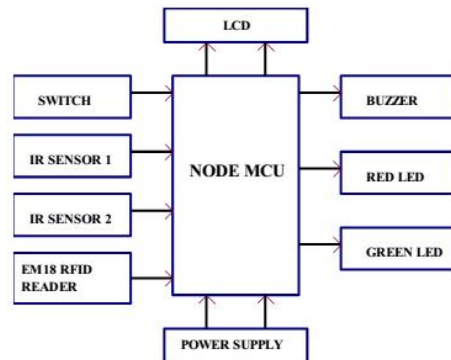 LCD
SWITCH
BUZZER
IR SENSOR 1
NODE MCU
RED LED
IR SENSOR 2
GREEN LED
EM18 RFID
READER
POWER SUPPLY